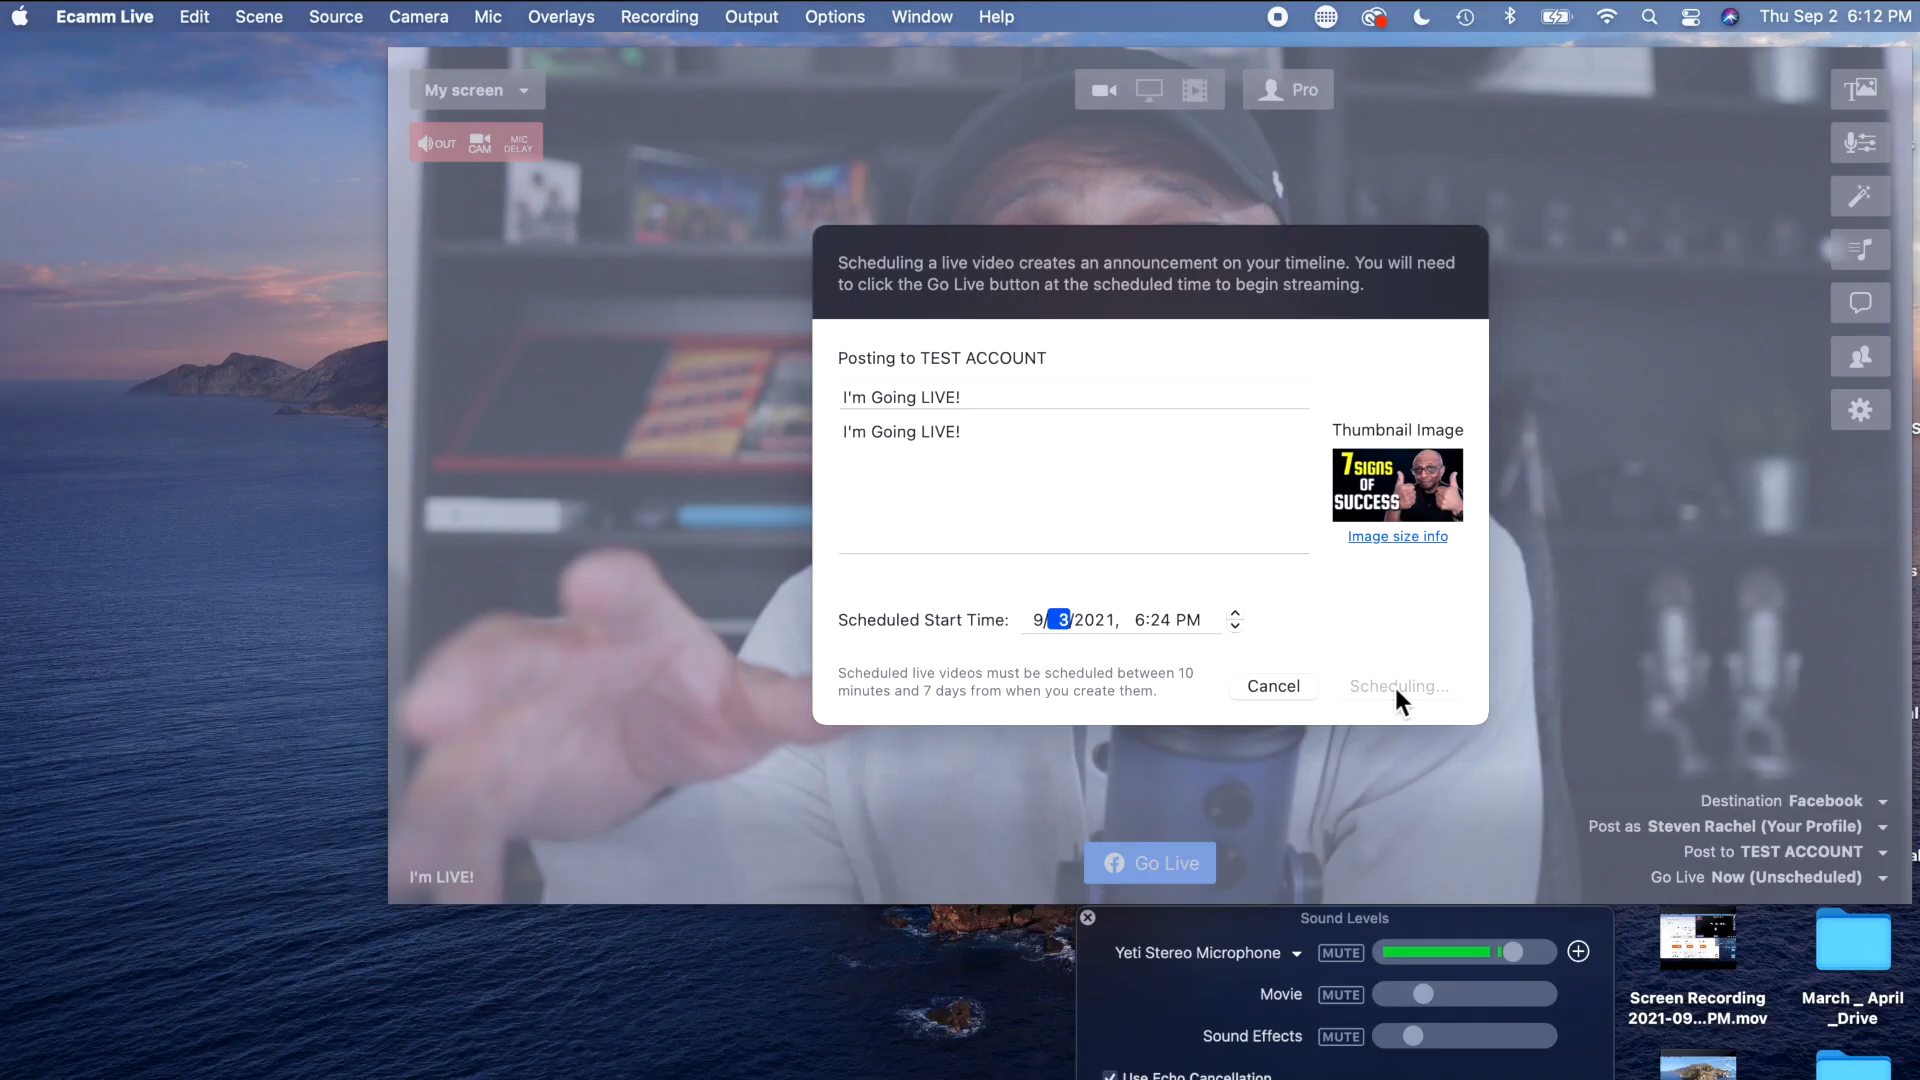 Ecamm Live Edit Scene Source Camera Mic Overlays Recording Output Options Window Help Thu Sep 2 6:12 PM
My screen
Pro
OUT CAM MIC DELAY
Scheduling a live video creates an announcement on your timeline. You will need
to click the Go Live button at the scheduled time to begin streaming.
Posting to TEST ACCOUNT
I'm Going LIVE!
I'm Going LIVE!
Thumbnail Image
7 SIGNS
OF
SUCCESS
Image size info
Scheduled Start Time: 9/3/2021, 6:24 PM
Scheduled live videos must be scheduled between 10
minutes and 7 days from when you create them.
Cancel Scheduling...
Destination Facebook
Post as Steven Rachel (Your Profile)
Post to TEST ACCOUNT
Go Live Now (Unscheduled)
Go Live
I'm LIVE!
Sound Levels
Yeti Stereo Microphone MUTE
Movie MUTE
Sound Effects MUTE
Use Echo Cancellation
Screen Recording
2021-09...PM.mov
March _ April
_Drive